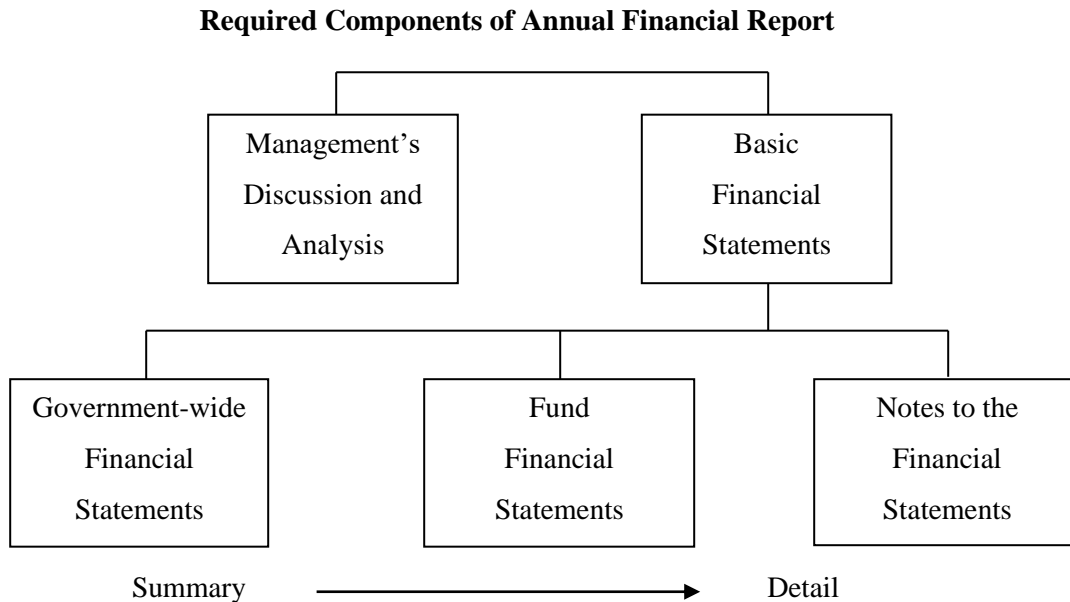 Required Components of Annual Financial Report
Management’s
Discussion and
Analysis
Basic
Financial
Statements
Government-wide
Financial
Statements
Fund
Financial
Statements
Notes to the
Financial
Statements
Summary
Detail